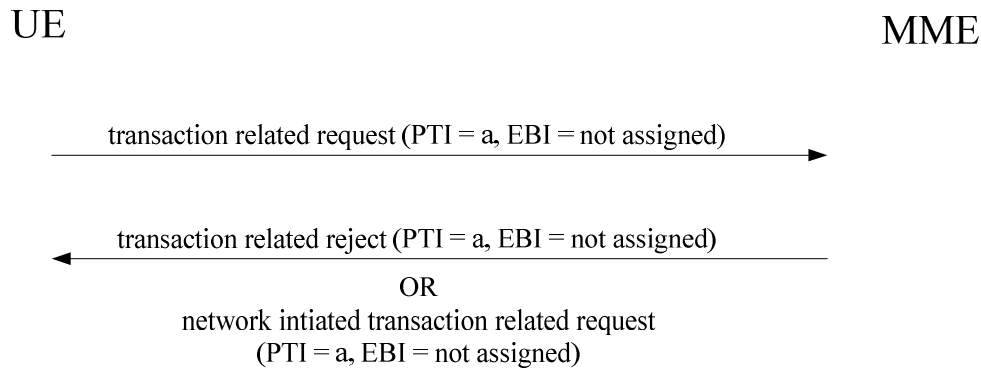 UE
MME
transaction related request (PTI = a, EBI = not assigned)
transaction related reject (PTI = a, EBI = not assigned)
OR
network intiated transaction related request
(PTI = a, EBI = not assigned)